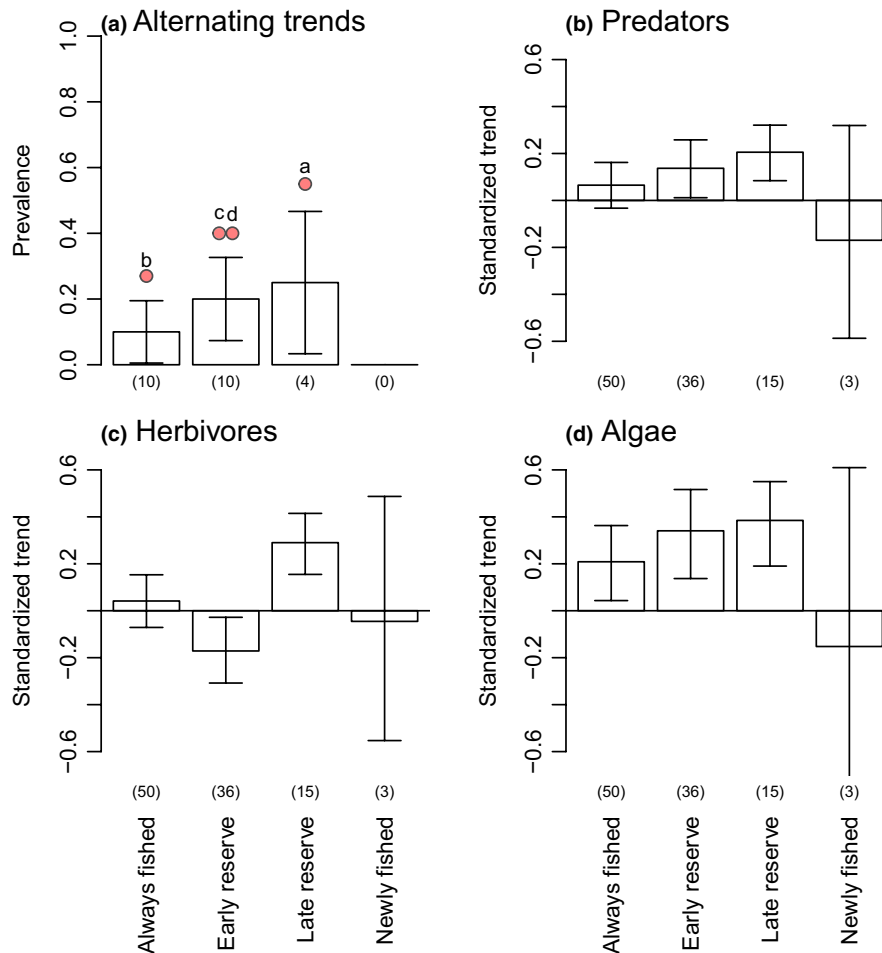 (a) Alternating trends
Prevalence
1.0
0.8
0.6
0.4
0.2
0.0
b
c d
a
(10) (10) (4) (0)
(b) Predators
Standardized trend
0.6
0.2
−0.2
−0.6
(50) (36) (15) (3)
(c) Herbivores
Standardized trend
0.6
0.2
−0.2
−0.6
(50) (36) (15) (3)
Always fished
Early reserve
Late reserve
Newly fished
(d) Algae
Standardized trend
0.6
0.2
−0.2
−0.6
(50) (36) (15) (3)
Always fished
Early reserve
Late reserve
Newly fished